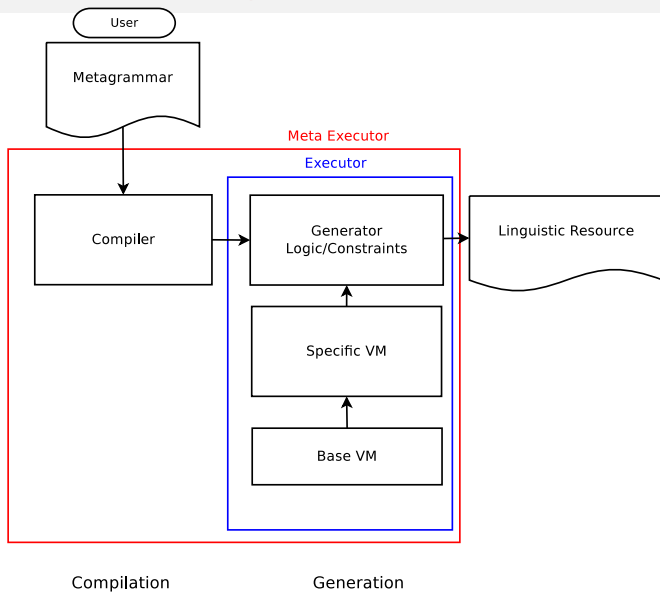 User
Metagrammar
Meta Executor
Executor
Compiler
Generator
Logic/Constraints
Linguistic Resource
Specific VM
Base VM
Compilation
Generation